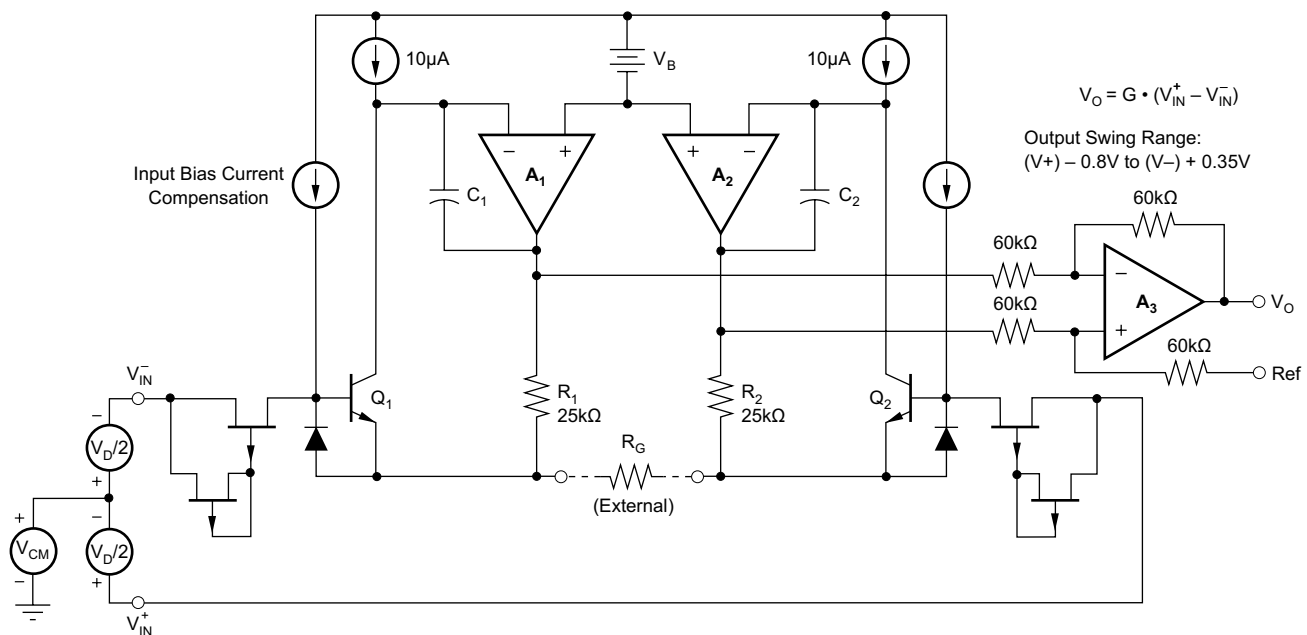 10µA
V_B
10µA
V_O = G • (V_IN^+ – V_IN^–)
Output Swing Range:
(V+) – 0.8V to (V–) + 0.35V
Input Bias Current
Compensation
C_1
– +
A_1
– +
A_2
C_2
60kΩ
60kΩ
60kΩ
–
A_3
+
V_O
60kΩ
Ref
V_IN^–
Q_1
R_1
25kΩ
R_2
25kΩ
Q_2
–
V_D/2
+
R_G
(External)
+
V_CM
–
–
V_D/2
+
V_IN^+